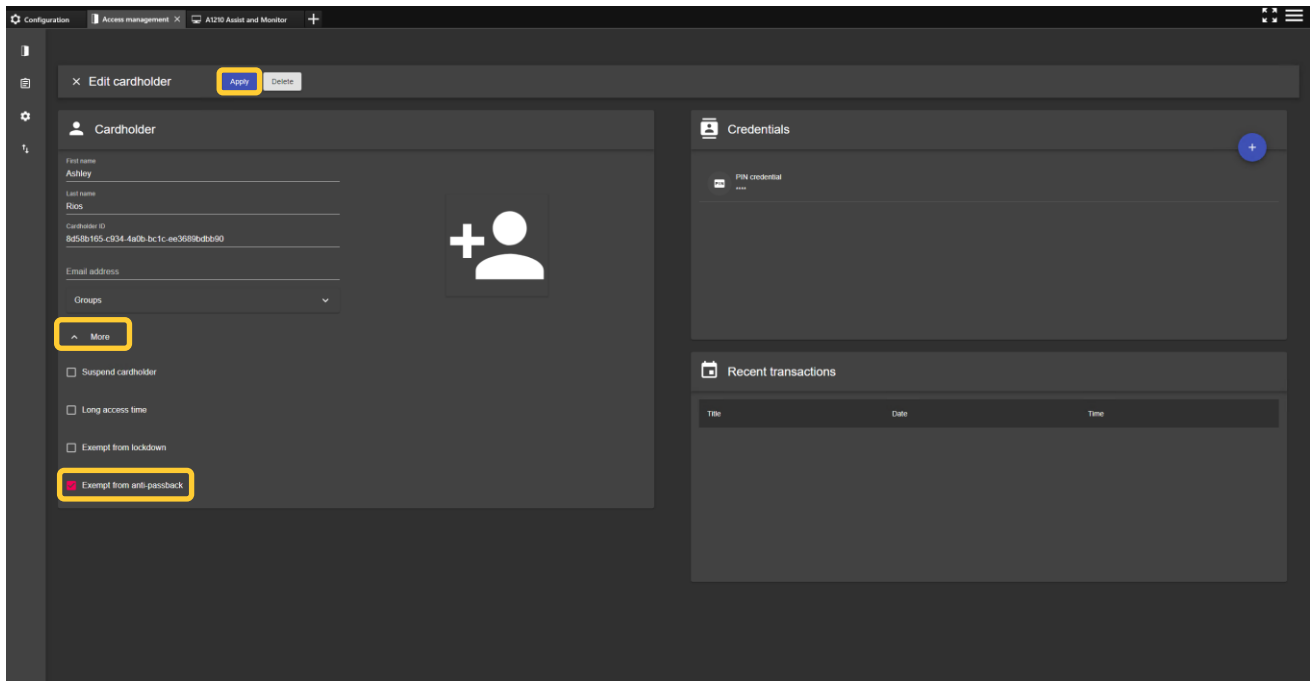 Configuration
Access management
A1210 Assist and Monitor
Edit cardholder
Apply
Delete
Cardholder
First name
Ashley
Last name
Rios
Cardholder ID
8d58b165-c934-4a0b-bc1c-ee3689bdbb90
Email address
Groups
More
Suspend cardholder
Long access time
Exempt from lockdown
Exempt from anti-passback
Credentials
PIN
PIN credential
••••
Recent transactions
Title Date Time